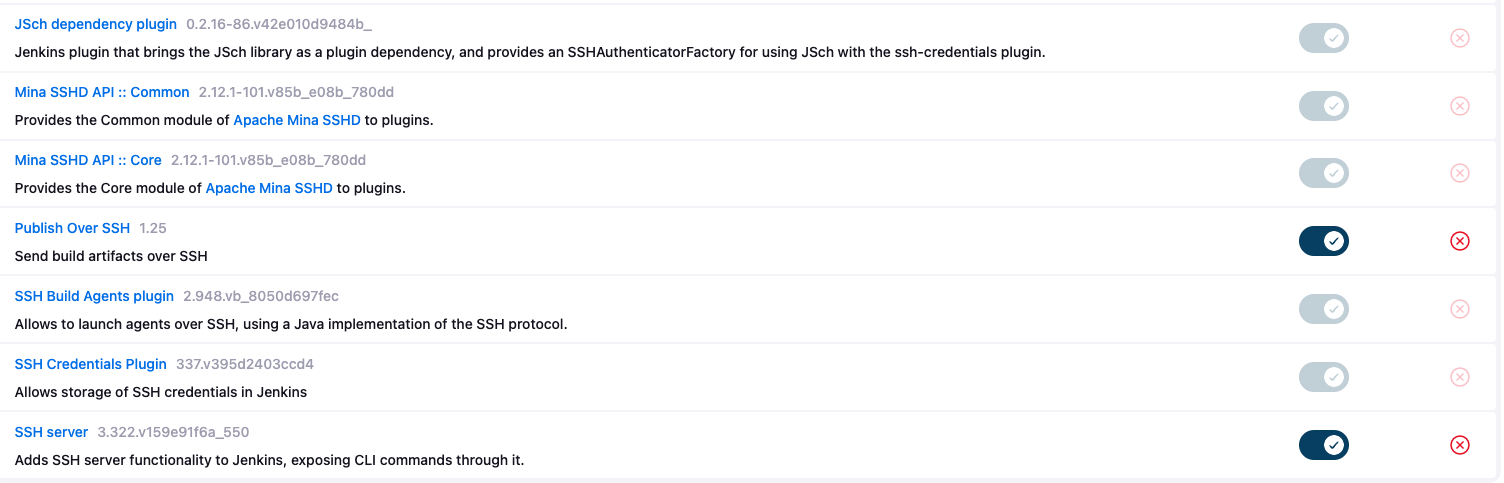 JSch dependency plugin 0.2.16-86.v42e010d9484b_
Jenkins plugin that brings the JSch library as a plugin dependency, and provides an SSHAuthenticatorFactory for using JSch with the ssh-credentials plugin.
Mina SSHD API :: Common 2.12.1-101.v85b_e08b_780dd
Provides the Common module of Apache Mina SSHD to plugins.
Mina SSHD API :: Core 2.12.1-101.v85b_e08b_780dd
Provides the Core module of Apache Mina SSHD to plugins.
Publish Over SSH 1.25
Send build artifacts over SSH
SSH Build Agents plugin 2.948.vb_8050d697fec
Allows to launch agents over SSH, using a Java implementation of the SSH protocol.
SSH Credentials Plugin 337.v395d2403ccd4
Allows storage of SSH credentials in Jenkins
SSH server 3.322.v159e91f6a_550
Adds SSH server functionality to Jenkins, exposing CLI commands through it.